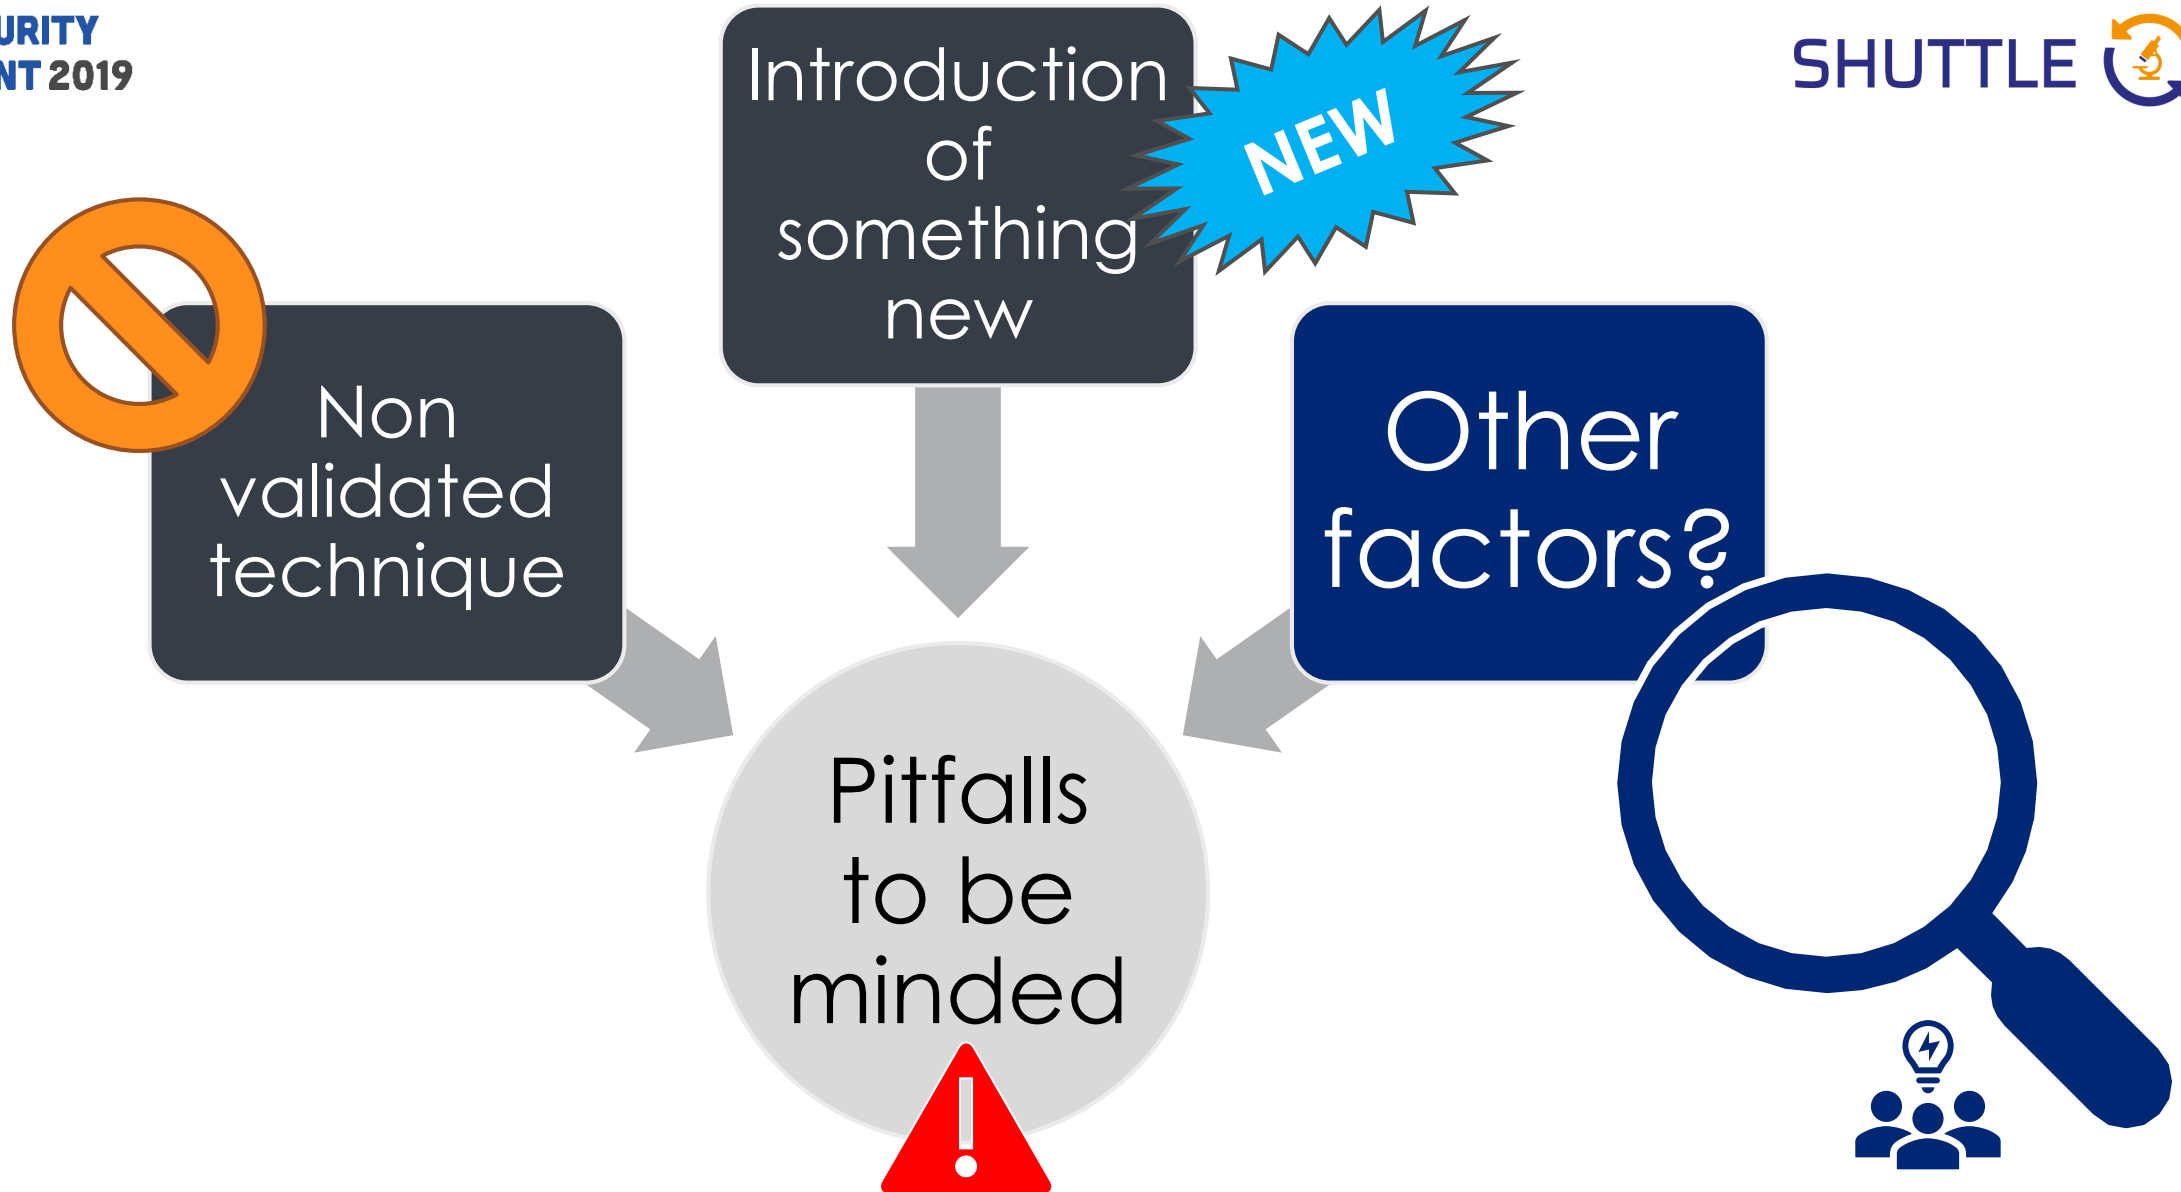 URITY
NT 2019
SHUTTLE
Introduction
of
something
new
NEW
Non
validated
technique
Other
factors?
Pitfalls
to be
minded